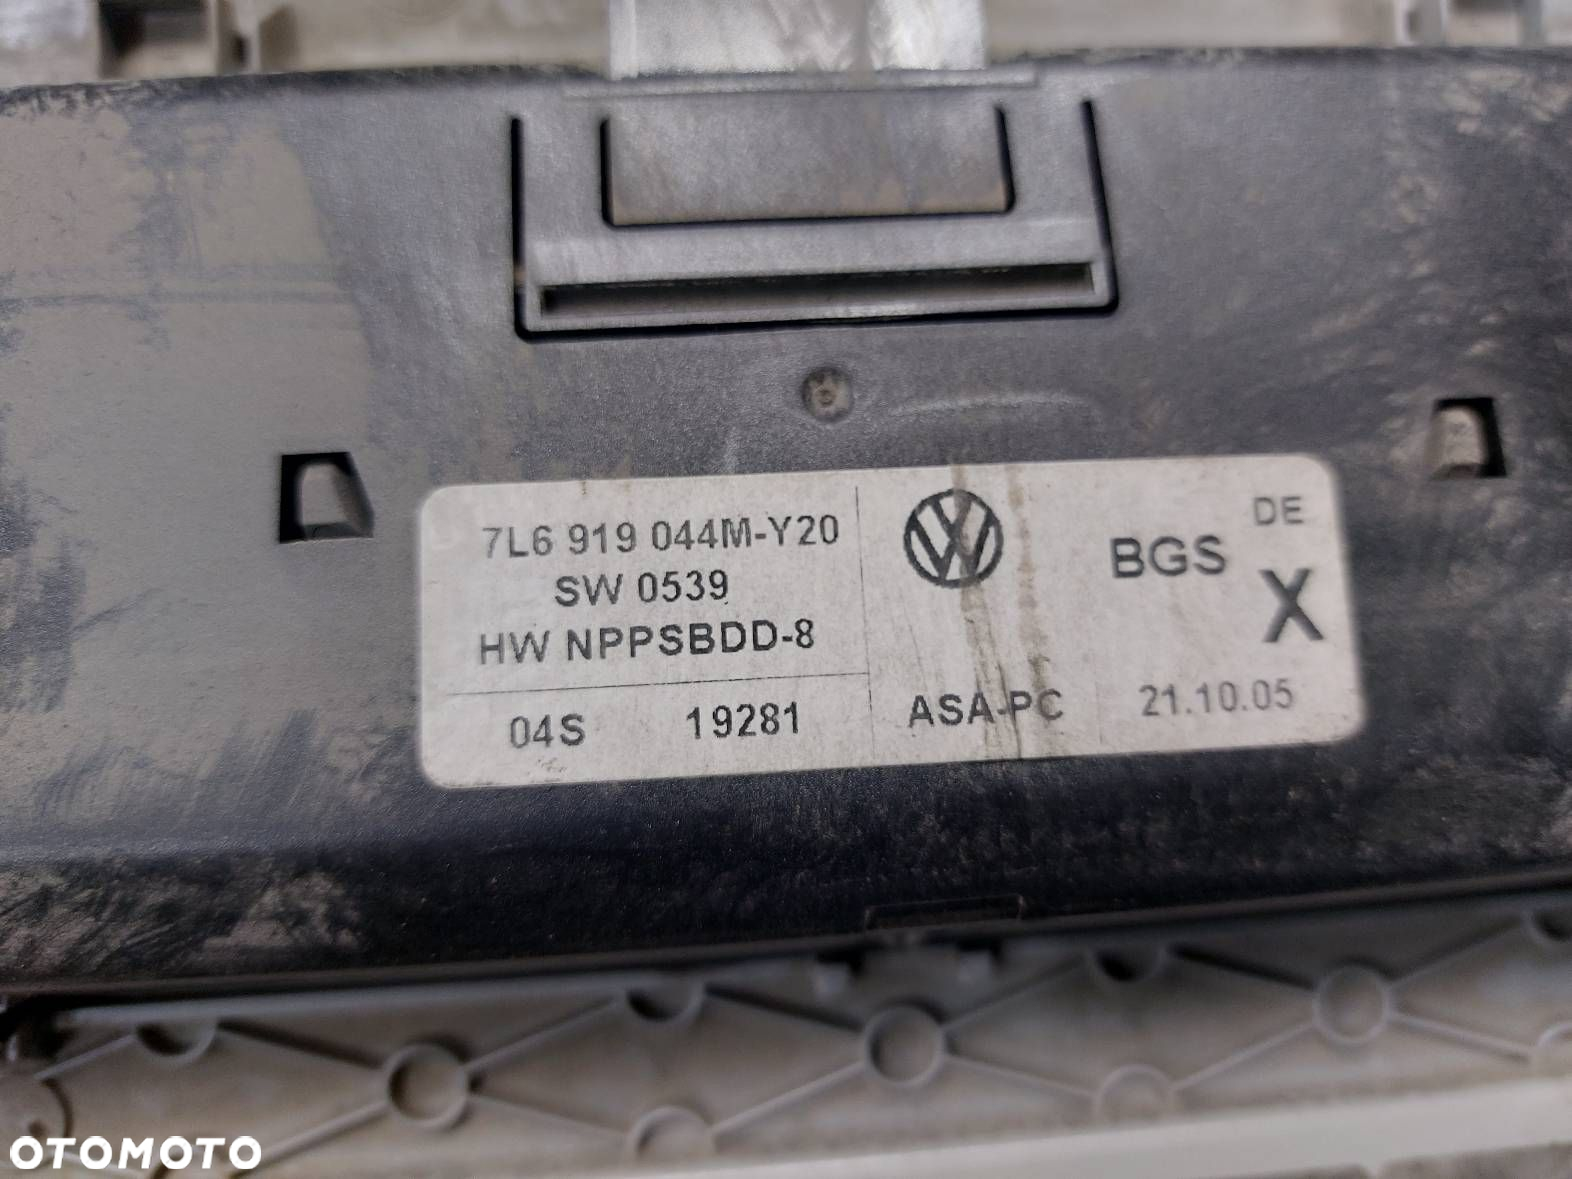 7L6 919 044M-Y20
SW 0539
HW NPPSBDD-8
04S 19281
DE
BGS
X
ASA-PC 21.10.05
OTOMOTO